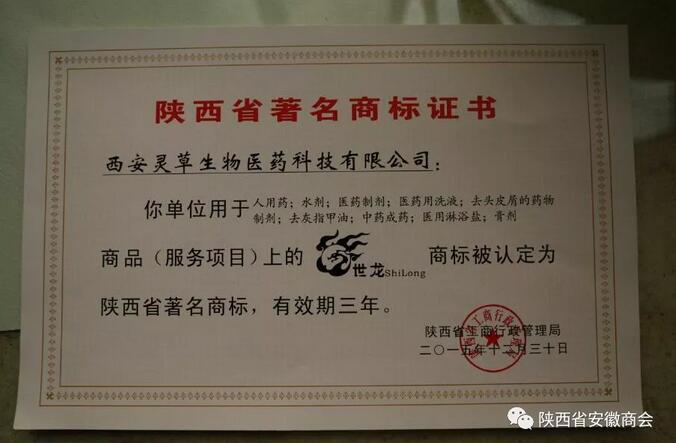 陕西省著名商标证书
西安灵草生物医药科技有限公司:
你单位用于 人用药;水剂;医药制剂;医药用洗液;去头皮屑的药物
制剂;去灰指甲油;中药成药;医用淋浴盐;膏剂
商品(服务项目)上的 世龙 ShiLong 商标被认定为
陕西省著名商标,有效期三年。
陕西省工商行政管理局
二〇一五年十二月三十日
陕西省安徽商会